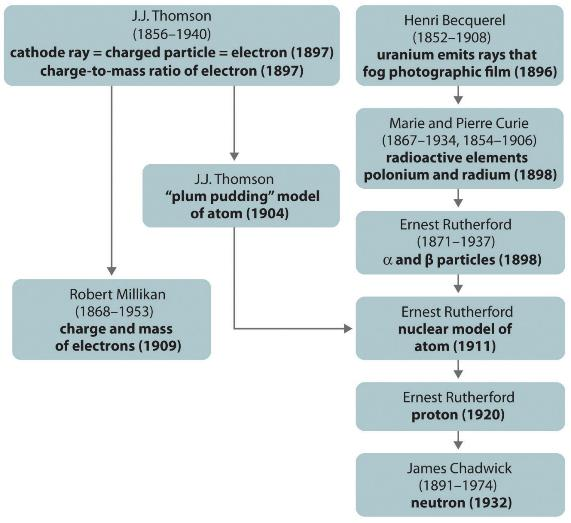 J.J. Thomson
(1856–1940)
cathode ray = charged particle = electron (1897)
charge-to-mass ratio of electron (1897)
Henri Becquerel
(1852–1908)
uranium emits rays that
fog photographic film (1896)
Marie and Pierre Curie
(1867–1934, 1854–1906)
radioactive elements
polonium and radium (1898)
J.J. Thomson
“plum pudding” model
of atom (1904)
Ernest Rutherford
(1871–1937)
α and β particles (1898)
Robert Millikan
(1868–1953)
charge and mass
of electrons (1909)
Ernest Rutherford
nuclear model of
atom (1911)
Ernest Rutherford
proton (1920)
James Chadwick
(1891–1974)
neutron (1932)